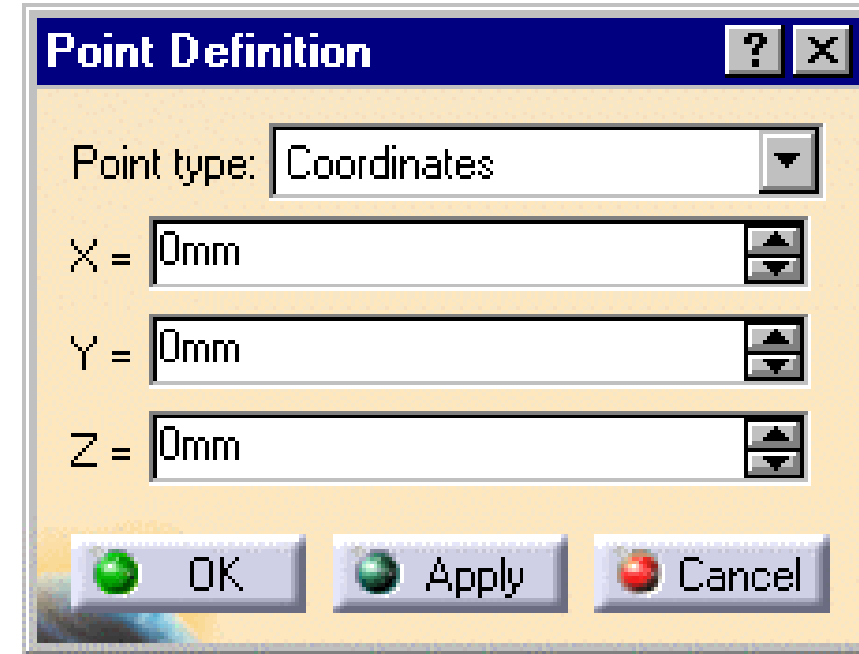 Point Definition
Point type: Coordinates
X = 0mm
Y = 0mm
Z = 0mm
OK Apply Cancel